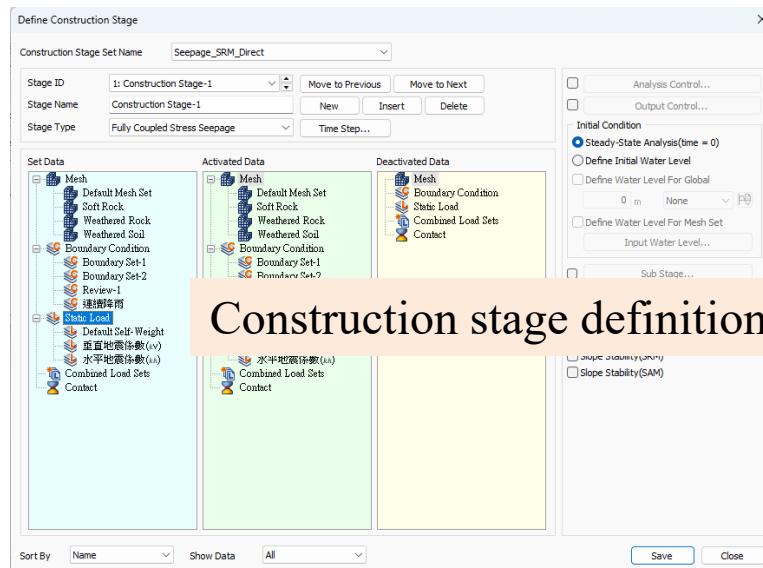 Define Construction Stage
Construction Stage Set Name Seepage_SRM_Direct
Stage ID 1: Construction Stage-1 Move to Previous Move to Next
Stage Name Construction Stage-1 New Insert Delete
Stage Type Fully Coupled Stress Seepage Time Step...
Analysis Control...
Output Control...
Initial Condition
Steady-State Analysis(time = 0)
Define Initial Water Level
Define Water Level For Global
0 m None
Define Water Level For Mesh Set
Input Water Level...
Sub Stage...
Slope Stability(SRM)
Slope Stability(SAM)
Set Data
Mesh
Default Mesh Set
Soft Rock
Weathered Rock
Weathered Soil
Boundary Condition
Boundary Set-1
Boundary Set-2
Review-1
連續降雨
Static Load
Default Self-Weight
垂直地震係數(kv)
水平地震係數(kh)
Combined Load Sets
Contact
Activated Data
Mesh
Default Mesh Set
Soft Rock
Weathered Rock
Weathered Soil
Boundary Condition
Boundary Set-1
Boundary Set-2
水平地震係數(kh)
Combined Load Sets
Contact
Deactivated Data
Mesh
Boundary Condition
Static Load
Combined Load Sets
Contact
Construction stage definition
Sort By Name Show Data All
Save Close